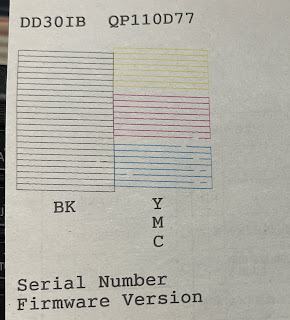 DD30IB QP110D77
BK Y
M
C
Serial Number
Firmware Version